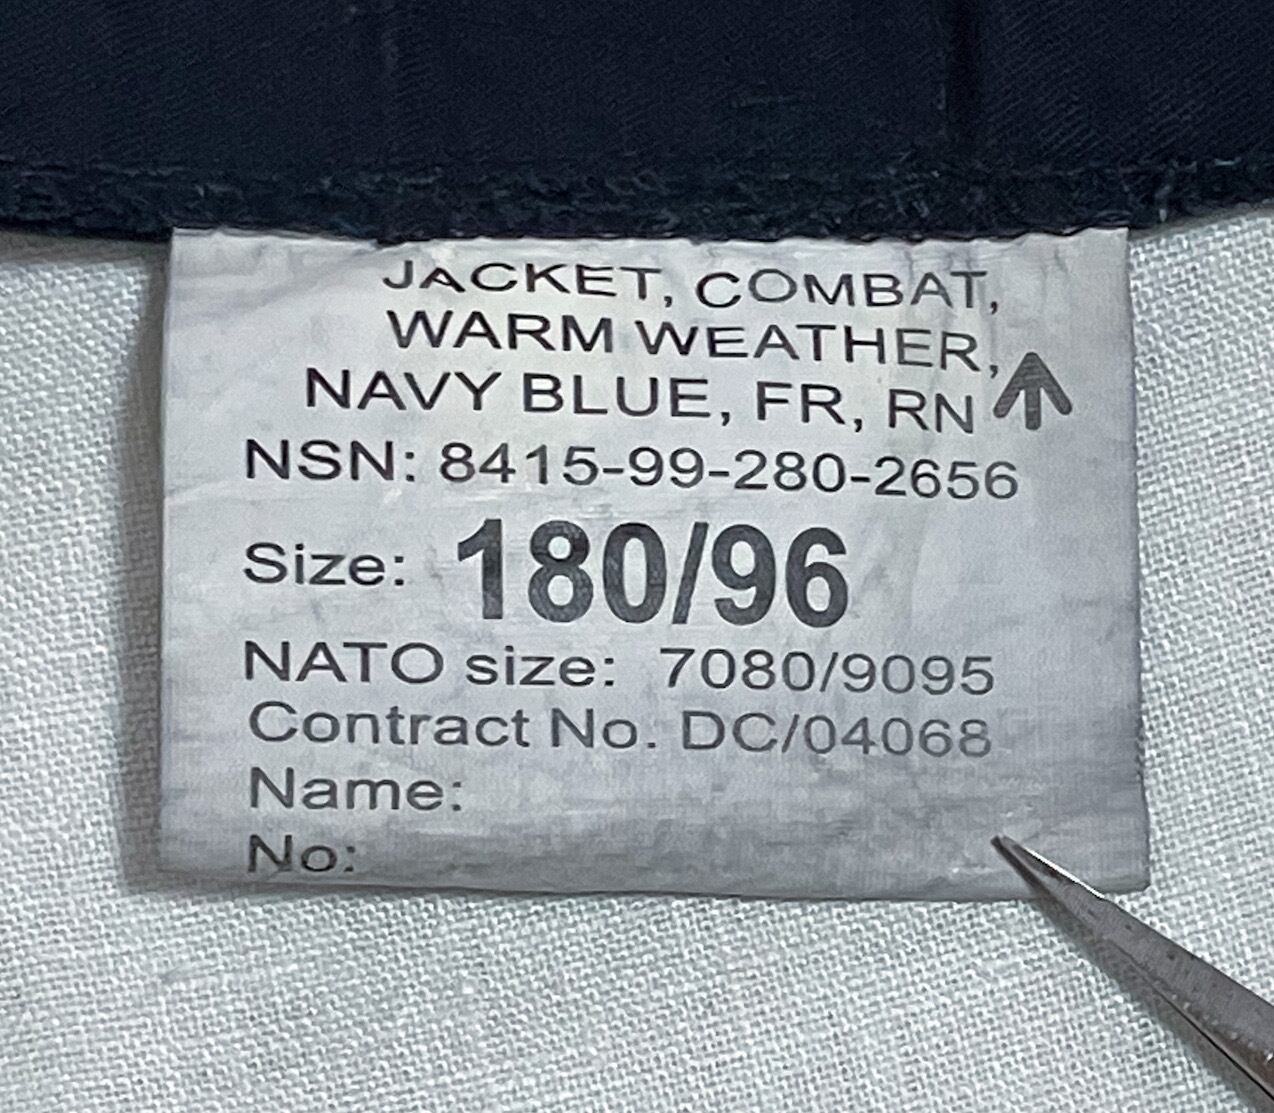 JACKET, COMBAT,
WARM WEATHER,
NAVY BLUE, FR, RN
NSN: 8415-99-280-2656
Size: 180/96
NATO size: 7080/9095
Contract No. DC/04068
Name:
No: